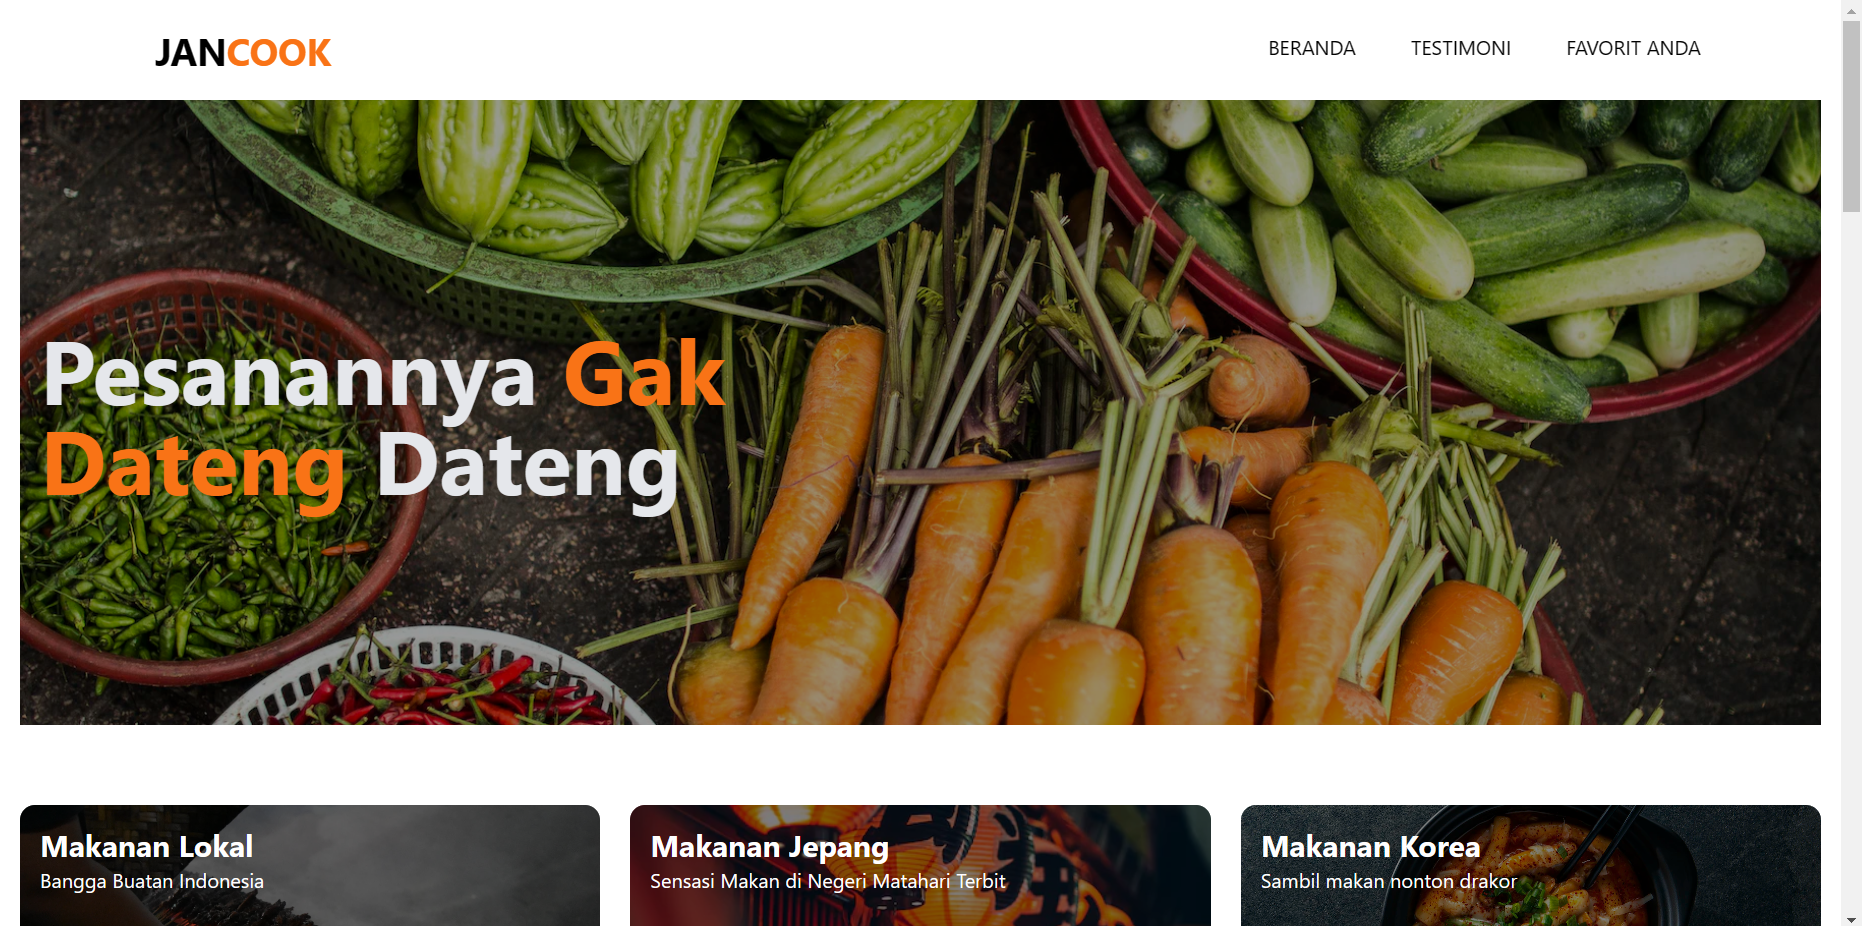 JANCOOK
BERANDA TESTIMONI FAVORIT ANDA
Pesanannya Gak
Dateng Dateng
Makanan Lokal
Bangga Buatan Indonesia
Makanan Jepang
Sensasi Makan di Negeri Matahari Terbit
Makanan Korea
Sambil makan nonton drakor